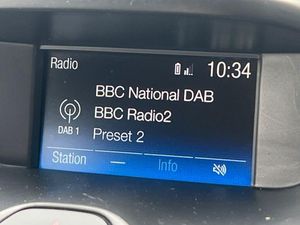 Radio 10:34
BBC National DAB
BBC Radio2
DAB 1
Preset 2
Station — Info